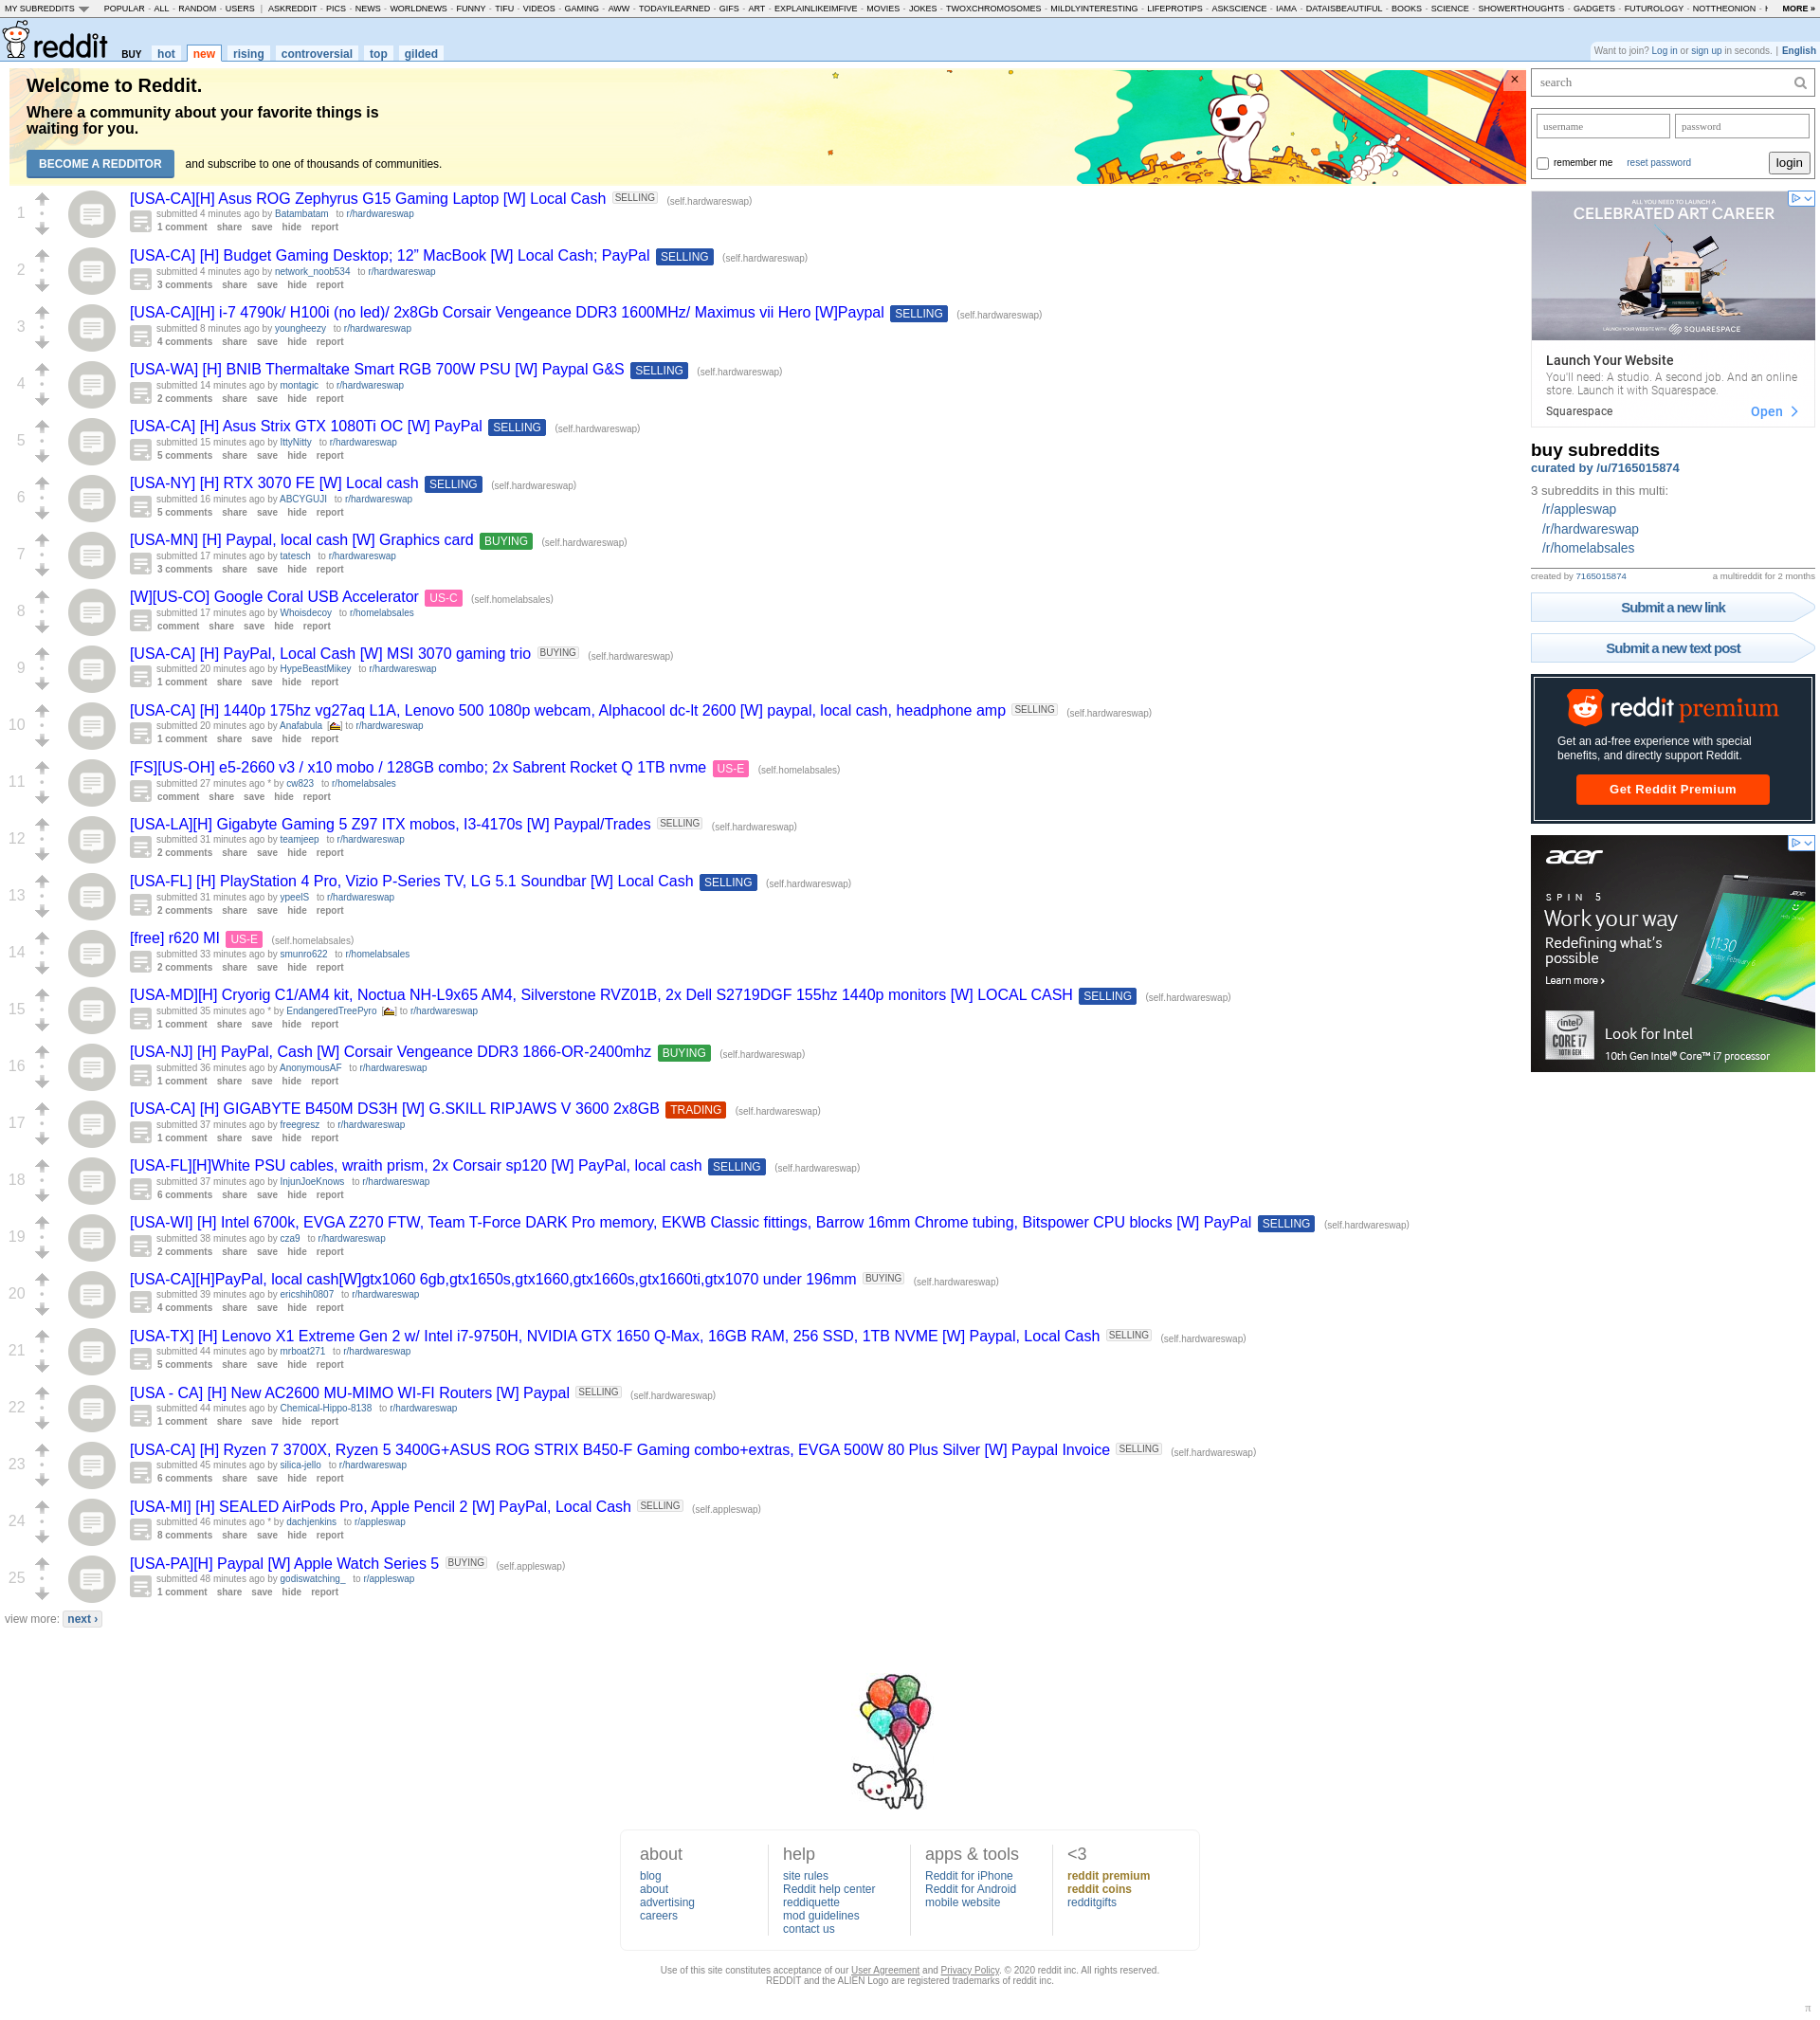 MY SUBREDDITS POPULAR - ALL - RANDOM - USERS | ASKREDDIT - PICS - NEWS - WORLDNEWS - FUNNY - TIFU - VIDEOS - GAMING - AWW - TODAYILEARNED - GIFS - ART - EXPLAINLIKEIMFIVE - MOVIES - JOKES - TWOXCHROMOSOMES - MILDLYINTERESTING - LIFEPROTIPS - ASKSCIENCE - IAMA - DATAISBEAUTIFUL - BOOKS - SCIENCE - SHOWERTHOUGHTS - GADGETS - FUTUROLOGY - NOTTHEONION - MORE »
reddit BUY hot new rising controversial top gilded
Want to join? Log in or sign up in seconds. | English
Welcome to Reddit.
Where a community about your favorite things is
waiting for you.
BECOME A REDDITOR and subscribe to one of thousands of communities.
×
1
[USA-CA][H] Asus ROG Zephyrus G15 Gaming Laptop [W] Local Cash SELLING (self.hardwareswap)
submitted 4 minutes ago by Batambatam to r/hardwareswap
1 comment share save hide report
2
[USA-CA] [H] Budget Gaming Desktop; 12” MacBook [W] Local Cash; PayPal SELLING (self.hardwareswap)
submitted 4 minutes ago by network_noob534 to r/hardwareswap
3 comments share save hide report
3
[USA-CA][H] i-7 4790k/ H100i (no led)/ 2x8Gb Corsair Vengeance DDR3 1600MHz/ Maximus vii Hero [W]Paypal SELLING (self.hardwareswap)
submitted 8 minutes ago by youngheezy to r/hardwareswap
4 comments share save hide report
4
[USA-WA] [H] BNIB Thermaltake Smart RGB 700W PSU [W] Paypal G&S SELLING (self.hardwareswap)
submitted 14 minutes ago by montagic to r/hardwareswap
2 comments share save hide report
5
[USA-CA] [H] Asus Strix GTX 1080Ti OC [W] PayPal SELLING (self.hardwareswap)
submitted 15 minutes ago by IttyNitty to r/hardwareswap
5 comments share save hide report
6
[USA-NY] [H] RTX 3070 FE [W] Local cash SELLING (self.hardwareswap)
submitted 16 minutes ago by ABCYGUJI to r/hardwareswap
5 comments share save hide report
7
[USA-MN] [H] Paypal, local cash [W] Graphics card BUYING (self.hardwareswap)
submitted 17 minutes ago by tatesch to r/hardwareswap
3 comments share save hide report
8
[W][US-CO] Google Coral USB Accelerator US-C (self.homelabsales)
submitted 17 minutes ago by Whoisdecoy to r/homelabsales
comment share save hide report
9
[USA-CA] [H] PayPal, Local Cash [W] MSI 3070 gaming trio BUYING (self.hardwareswap)
submitted 20 minutes ago by HypeBeastMikey to r/hardwareswap
1 comment share save hide report
10
[USA-CA] [H] 1440p 175hz vg27aq L1A, Lenovo 500 1080p webcam, Alphacool dc-lt 2600 [W] paypal, local cash, headphone amp SELLING (self.hardwareswap)
submitted 20 minutes ago by Anafabula [] to r/hardwareswap
1 comment share save hide report
11
[FS][US-OH] e5-2660 v3 / x10 mobo / 128GB combo; 2x Sabrent Rocket Q 1TB nvme US-E (self.homelabsales)
submitted 27 minutes ago * by cw823 to r/homelabsales
comment share save hide report
12
[USA-LA][H] Gigabyte Gaming 5 Z97 ITX mobos, I3-4170s [W] Paypal/Trades SELLING (self.hardwareswap)
submitted 31 minutes ago by teamjeep to r/hardwareswap
2 comments share save hide report
13
[USA-FL] [H] PlayStation 4 Pro, Vizio P-Series TV, LG 5.1 Soundbar [W] Local Cash SELLING (self.hardwareswap)
submitted 31 minutes ago by ypeelS to r/hardwareswap
2 comments share save hide report
14
[free] r620 MI US-E (self.homelabsales)
submitted 33 minutes ago by smunro622 to r/homelabsales
2 comments share save hide report
15
[USA-MD][H] Cryorig C1/AM4 kit, Noctua NH-L9x65 AM4, Silverstone RVZ01B, 2x Dell S2719DGF 155hz 1440p monitors [W] LOCAL CASH SELLING (self.hardwareswap)
submitted 35 minutes ago * by EndangeredTreePyro [] to r/hardwareswap
1 comment share save hide report
16
[USA-NJ] [H] PayPal, Cash [W] Corsair Vengeance DDR3 1866-OR-2400mhz BUYING (self.hardwareswap)
submitted 36 minutes ago by AnonymousAF to r/hardwareswap
1 comment share save hide report
17
[USA-CA] [H] GIGABYTE B450M DS3H [W] G.SKILL RIPJAWS V 3600 2x8GB TRADING (self.hardwareswap)
submitted 37 minutes ago by freegresz to r/hardwareswap
1 comment share save hide report
18
[USA-FL][H]White PSU cables, wraith prism, 2x Corsair sp120 [W] PayPal, local cash SELLING (self.hardwareswap)
submitted 37 minutes ago by InjunJoeKnows to r/hardwareswap
6 comments share save hide report
19
[USA-WI] [H] Intel 6700k, EVGA Z270 FTW, Team T-Force DARK Pro memory, EKWB Classic fittings, Barrow 16mm Chrome tubing, Bitspower CPU blocks [W] PayPal SELLING (self.hardwareswap)
submitted 38 minutes ago by cza9 to r/hardwareswap
2 comments share save hide report
20
[USA-CA][H]PayPal, local cash[W]gtx1060 6gb,gtx1650s,gtx1660,gtx1660s,gtx1660ti,gtx1070 under 196mm BUYING (self.hardwareswap)
submitted 39 minutes ago by ericshih0807 to r/hardwareswap
4 comments share save hide report
21
[USA-TX] [H] Lenovo X1 Extreme Gen 2 w/ Intel i7-9750H, NVIDIA GTX 1650 Q-Max, 16GB RAM, 256 SSD, 1TB NVME [W] Paypal, Local Cash SELLING (self.hardwareswap)
submitted 44 minutes ago by mrboat271 to r/hardwareswap
5 comments share save hide report
22
[USA - CA] [H] New AC2600 MU-MIMO WI-FI Routers [W] Paypal SELLING (self.hardwareswap)
submitted 44 minutes ago by Chemical-Hippo-8138 to r/hardwareswap
1 comment share save hide report
23
[USA-CA] [H] Ryzen 7 3700X, Ryzen 5 3400G+ASUS ROG STRIX B450-F Gaming combo+extras, EVGA 500W 80 Plus Silver [W] Paypal Invoice SELLING (self.hardwareswap)
submitted 45 minutes ago by silica-jello to r/hardwareswap
6 comments share save hide report
24
[USA-MI] [H] SEALED AirPods Pro, Apple Pencil 2 [W] PayPal, Local Cash SELLING (self.appleswap)
submitted 46 minutes ago * by dachjenkins to r/appleswap
8 comments share save hide report
25
[USA-PA][H] Paypal [W] Apple Watch Series 5 BUYING (self.appleswap)
submitted 48 minutes ago by godiswatching_ to r/appleswap
1 comment share save hide report
view more: next ›
search
username password
remember me reset password login
ALL YOU NEED TO LAUNCH A
CELEBRATED ART CAREER
LAUNCH YOUR WEBSITE WITH SQUARESPACE
Launch Your Website
You'll need: A studio. A second job. And an online
store. Launch it with Squarespace.
Squarespace Open
buy subreddits
curated by /u/7165015874
3 subreddits in this multi:
/r/appleswap
/r/hardwareswap
/r/homelabsales
created by 7165015874 a multireddit for 2 months
Submit a new link
Submit a new text post
reddit premium
Get an ad-free experience with special
benefits, and directly support Reddit.
Get Reddit Premium
acer
SPIN 5
Work your way
Redefining what's
possible
Learn more ›
11:30
acer
intel
CORE i7
10TH GEN
Look for Intel
10th Gen Intel® Core™ i7 processor
about
blog
about
advertising
careers
help
site rules
Reddit help center
reddiquette
mod guidelines
contact us
apps & tools
Reddit for iPhone
Reddit for Android
mobile website
<3
reddit premium
reddit coins
redditgifts
Use of this site constitutes acceptance of our User Agreement and Privacy Policy. © 2020 reddit inc. All rights reserved.
REDDIT and the ALIEN Logo are registered trademarks of reddit inc.
π